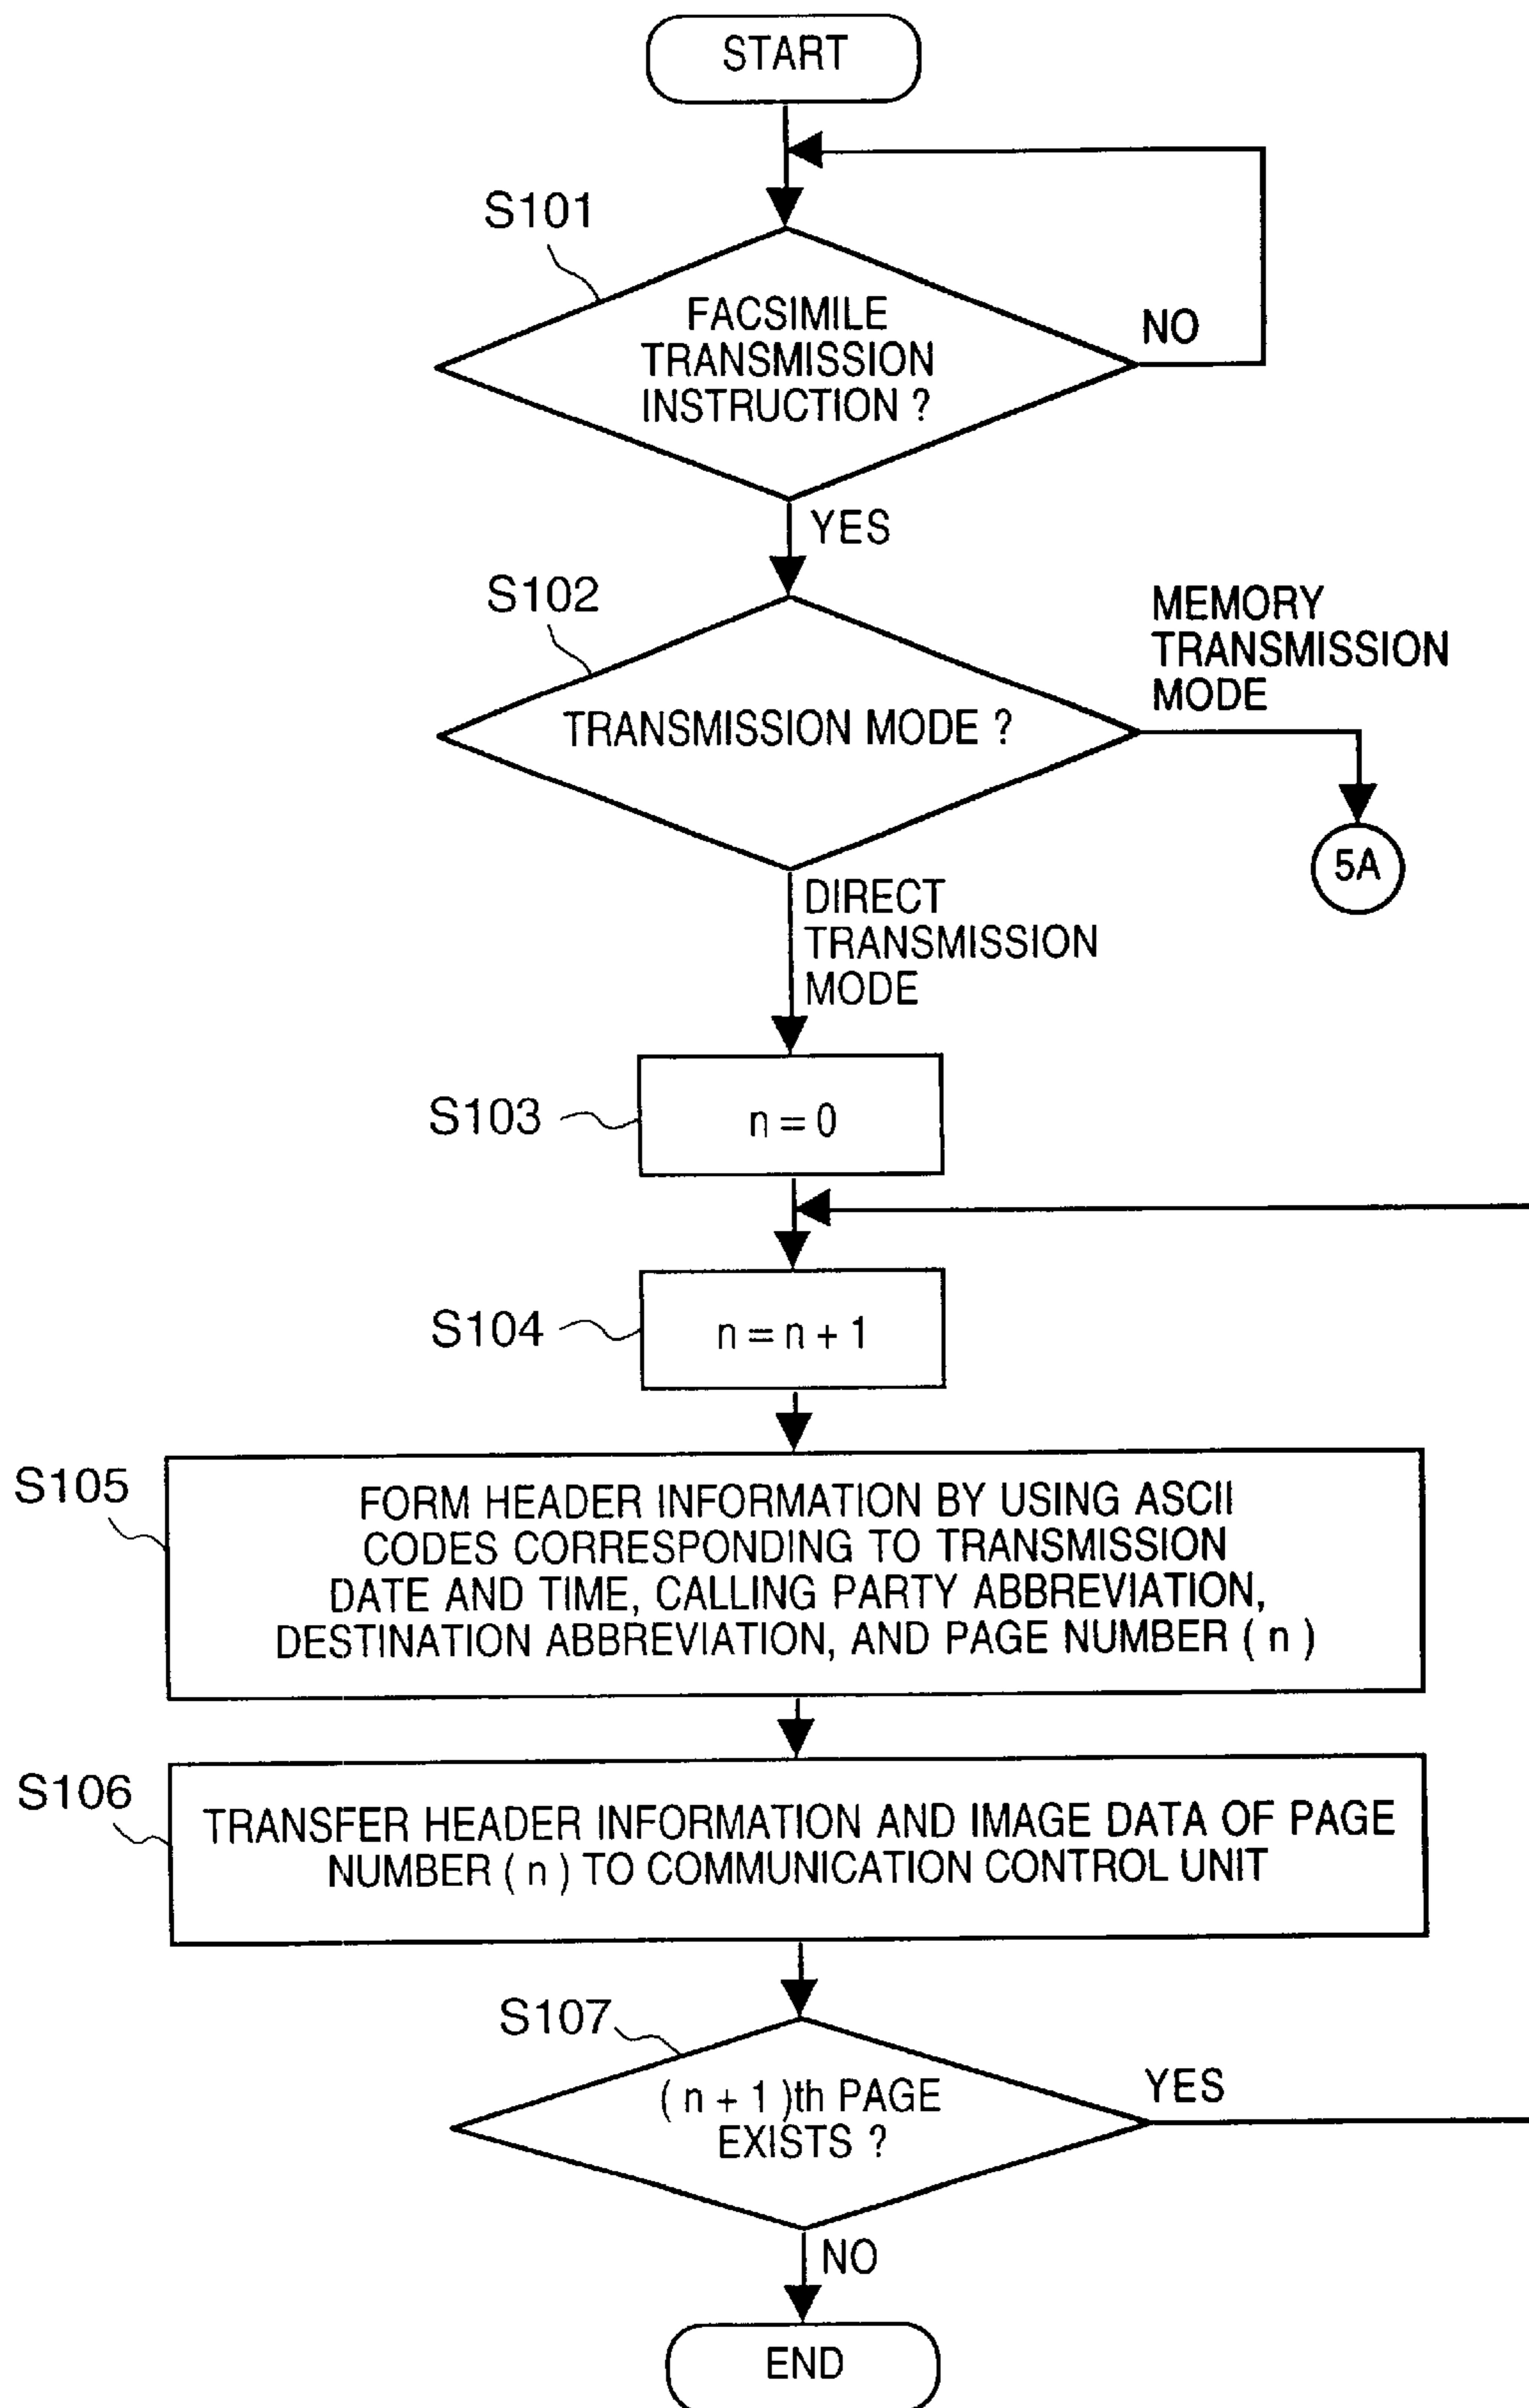 START
S101
FACSIMILE
TRANSMISSION
INSTRUCTION ?
NO
YES
S102
TRANSMISSION MODE ?
MEMORY
TRANSMISSION
MODE
5A
DIRECT
TRANSMISSION
MODE
S103
n = 0
S104
n = n + 1
S105
FORM HEADER INFORMATION BY USING ASCII
CODES CORRESPONDING TO TRANSMISSION
DATE AND TIME, CALLING PARTY ABBREVIATION,
DESTINATION ABBREVIATION, AND PAGE NUMBER ( n )
S106
TRANSFER HEADER INFORMATION AND IMAGE DATA OF PAGE
NUMBER ( n ) TO COMMUNICATION CONTROL UNIT
S107
( n + 1 )th PAGE
EXISTS ?
YES
NO
END